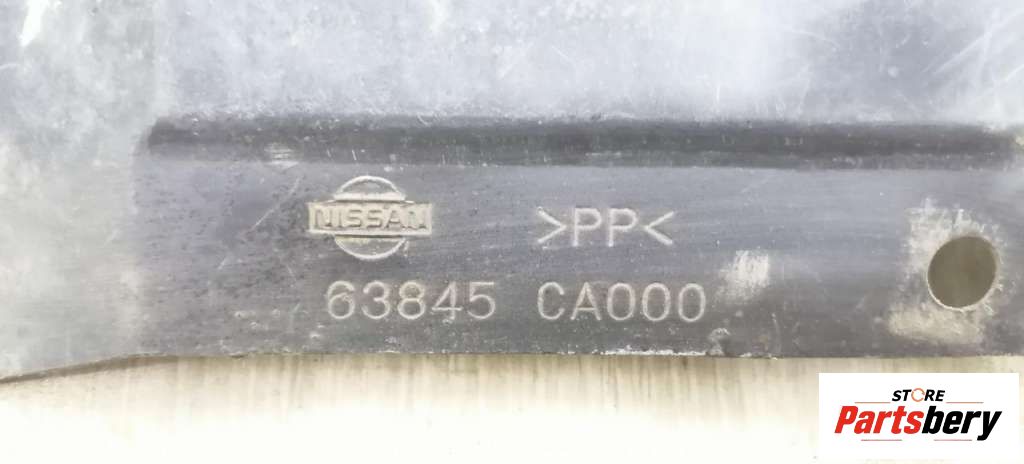 NISSAN
>PP<
63845 CA000
STORE
Partsbery